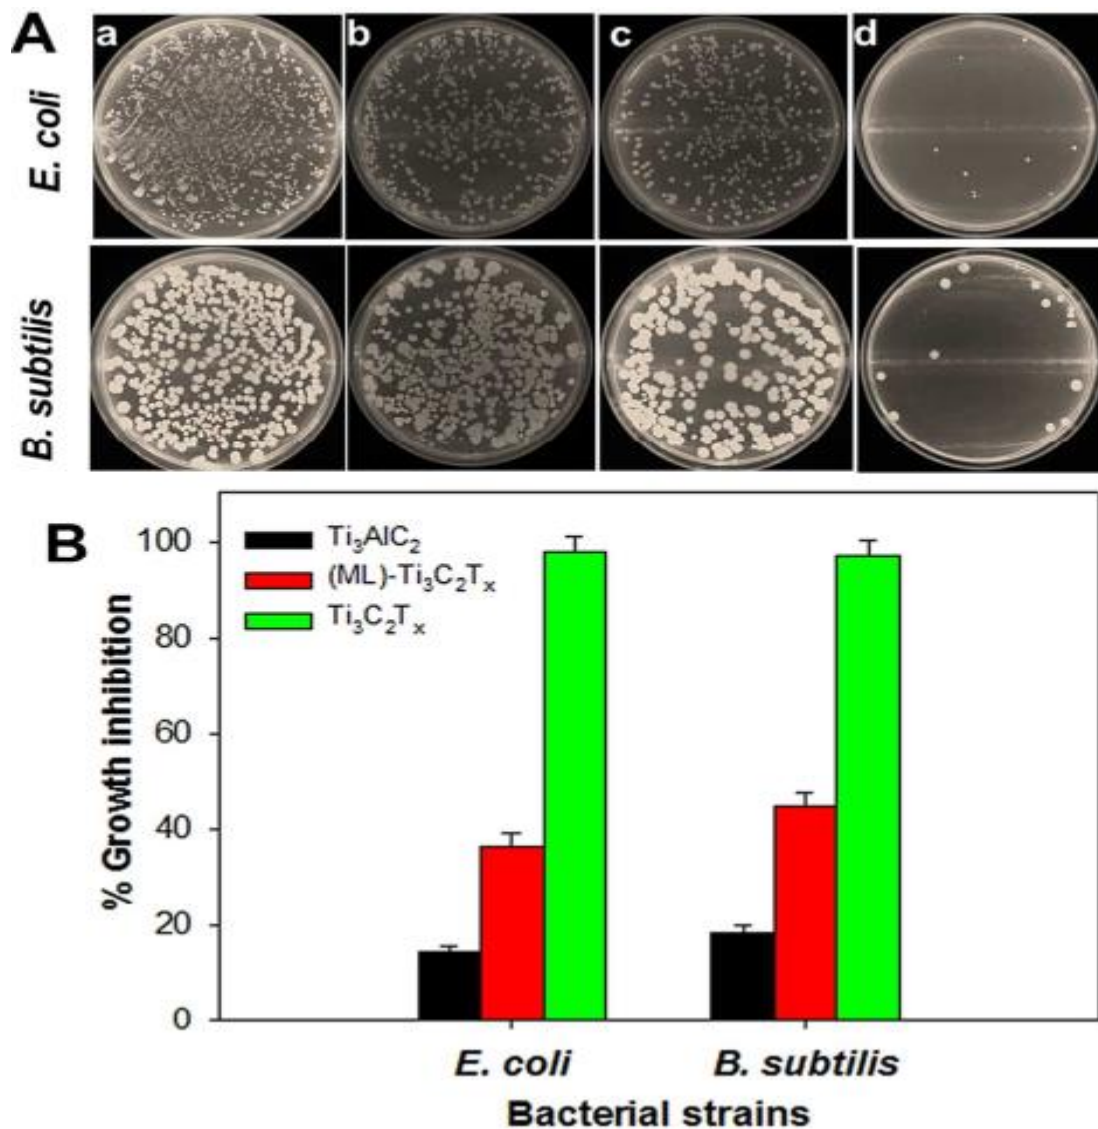 A
a b c d
E. coli
B. subtilis
B
Ti₃AlC₂
(ML)-Ti₃C₂Tₓ
Ti₃C₂Tₓ
% Growth inhibition
100
80
60
40
20
0
E. coli B. subtilis
Bacterial strains